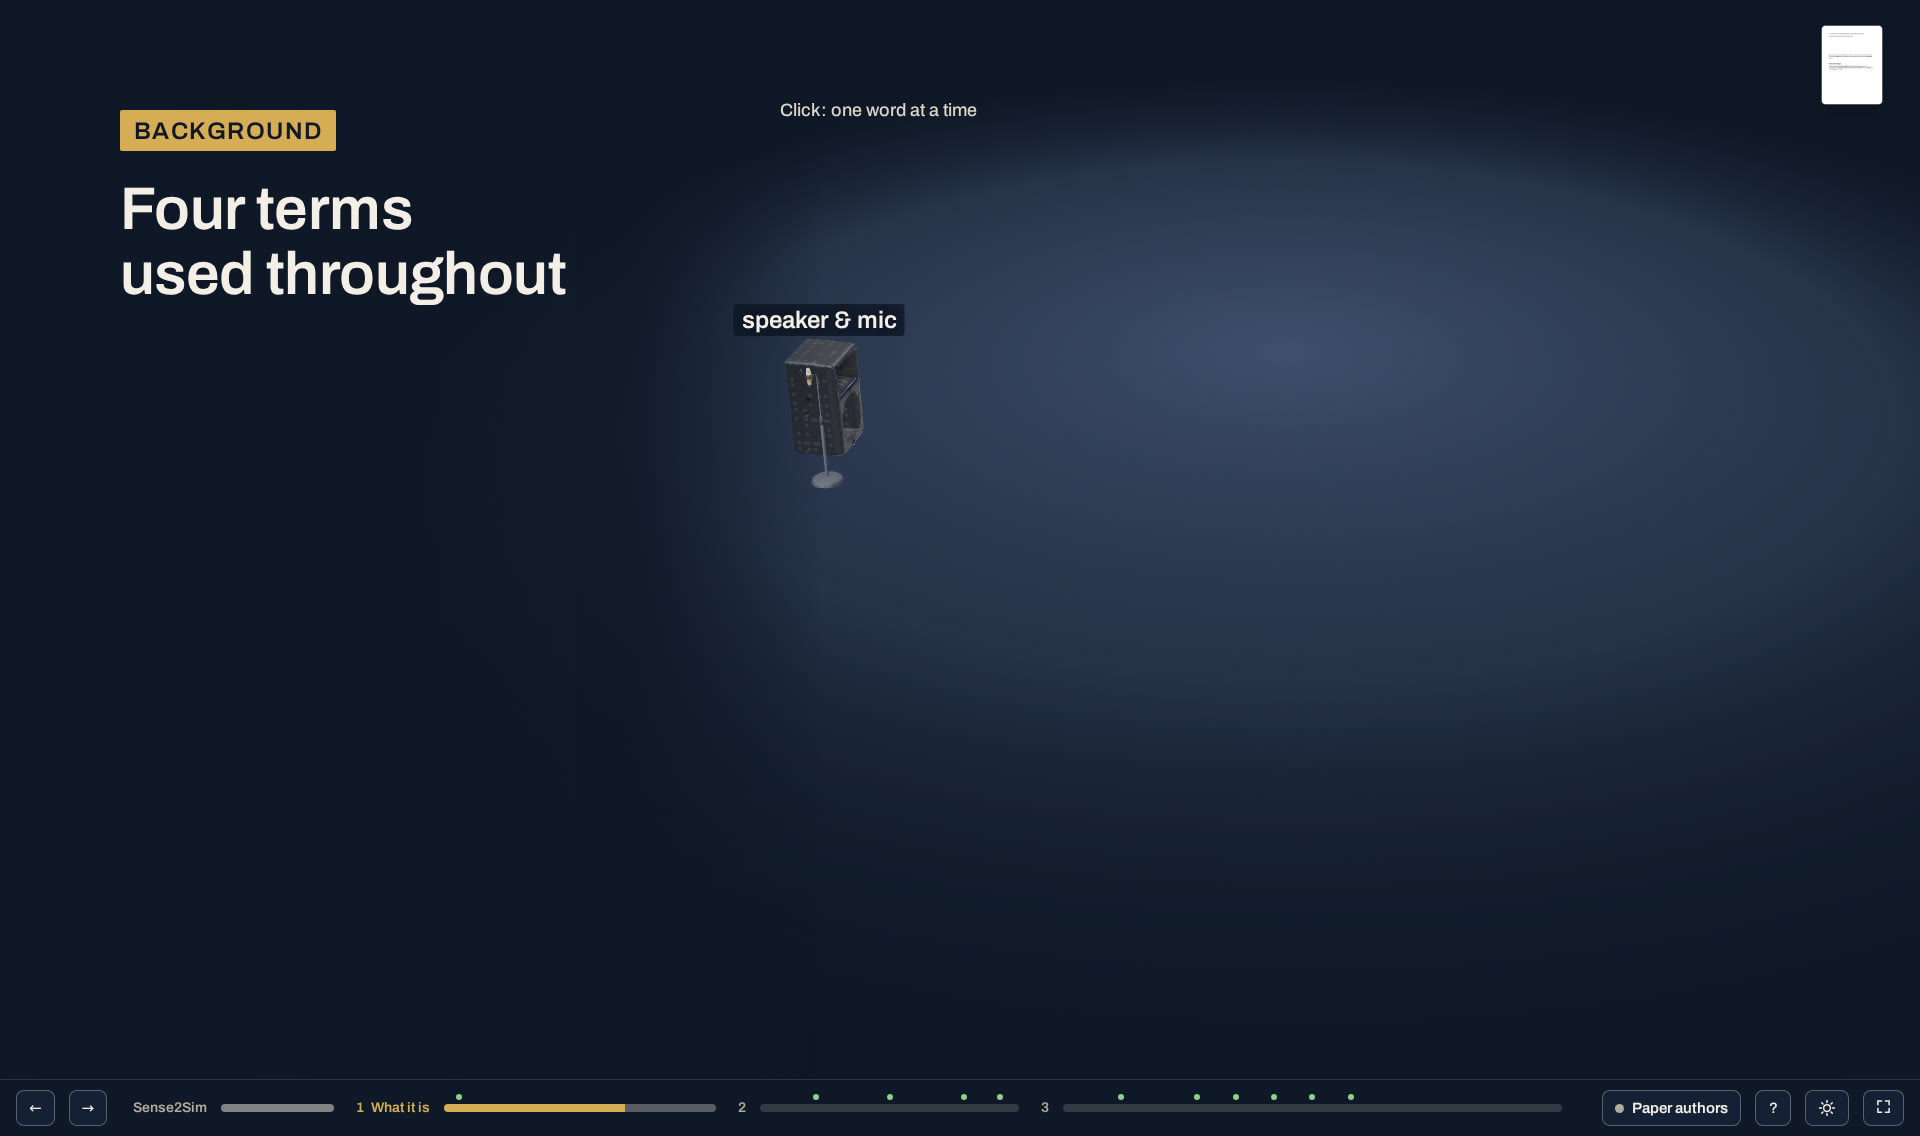 BACKGROUND
Click: one word at a time
Four terms
used throughout
speaker & mic
Sense2Sim
1 What it is
2
3
Paper authors
?